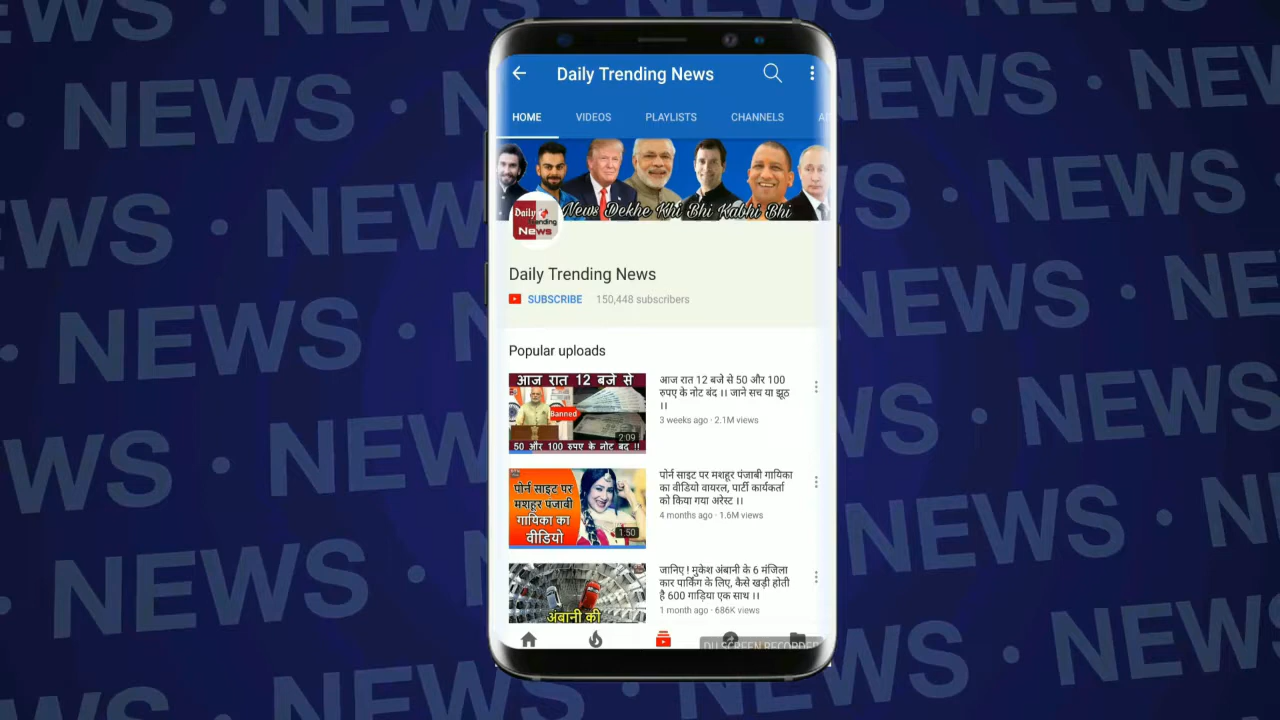 NEWS
Daily Trending News
HOME VIDEOS PLAYLISTS CHANNELS
News Dekhe Khi Bhi Kabhi Bhi
Daily
Trending
News
Daily Trending News
SUBSCRIBE 150,448 subscribers
Popular uploads
आज रात 12 बजे से
Banned
2:09
50 और 100 रुपए के नोट बंद !!
आज रात 12 बजे से 50 और 100
रुपए के नोट बंद ।। जाने सच या झूठ
।।
3 weeks ago · 2.1M views
पोर्न साइट पर
मशहूर पंजाबी
गायिका का
वीडियो
1:50
पोर्न साइट पर मशहूर पंजाबी गायिका
का वीडियो वायरल, पार्टी कार्यकर्ता
को किया गया अरेस्ट ।।
4 months ago · 1.6M views
अंबानी की
जानिए ! मुकेश अंबानी के 6 मंजिला
कार पार्किंग के लिए, कैसे खड़ी होती
है 600 गाड़िया एक साथ ।।
1 month ago · 686K views
DU SCREEN RECORDER